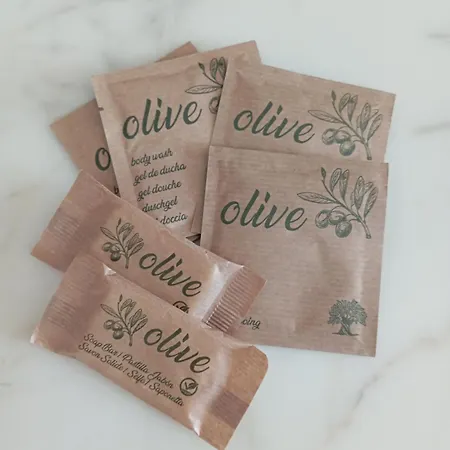 olive
body wash
gel de ducha
gel douche
duschgel
doccia
olive
olive
olive
olive
Soap Bar | Pastilla Jabón
Savon Solide | Seife | Saponetta